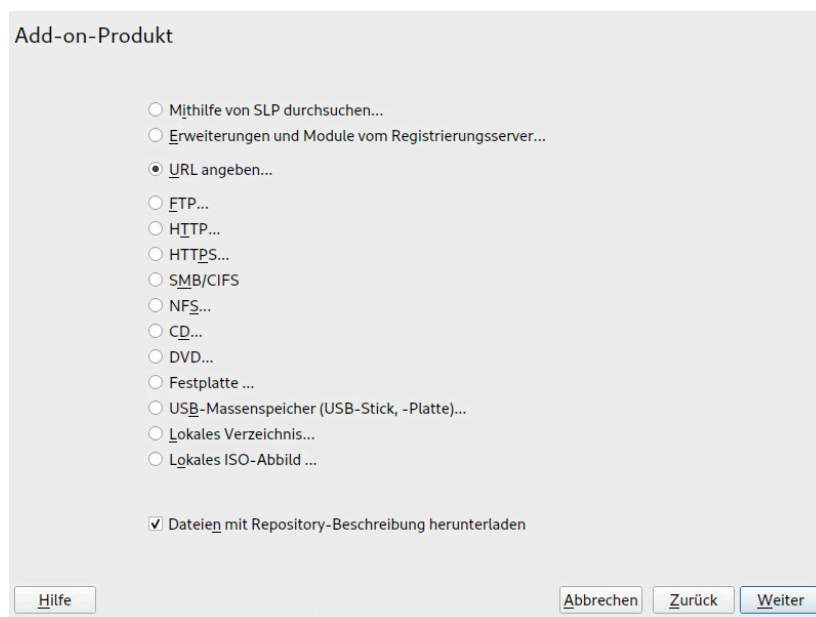 Add-on-Produkt
Mithilfe von SLP durchsuchen...
Erweiterungen und Module vom Registrierungsserver...
URL angeben...
FTP...
HTTP...
HTTPS...
SMB/CIFS
NFS...
CD...
DVD...
Festplatte ...
USB-Massenspeicher (USB-Stick, -Platte)...
Lokales Verzeichnis...
Lokales ISO-Abbild ...
Dateien mit Repository-Beschreibung herunterladen
Hilfe Abbrechen Zurück Weiter